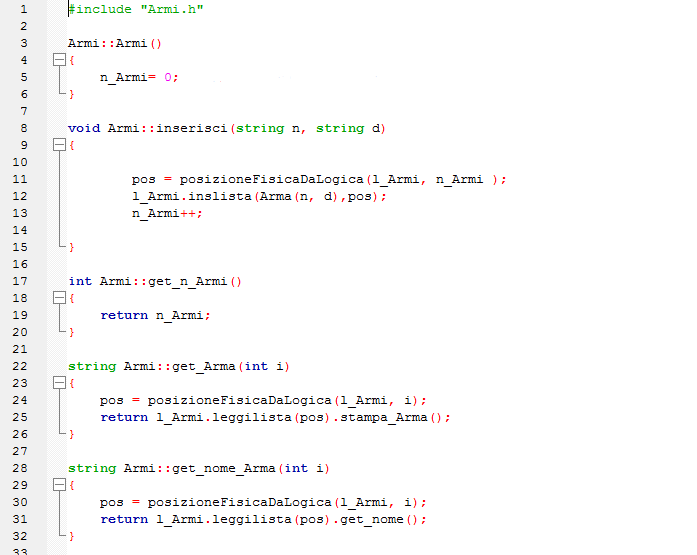 1 #include "Armi.h"
2
3 Armi::Armi()
4 {
5 n_Armi= 0;
6 }
7
8 void Armi::inserisci(string n, string d)
9 {
10
11 pos = posizioneFisicaDaLogica(l_Armi, n_Armi );
12 l_Armi.inslista(Arma(n, d),pos);
13 n_Armi++;
14
15 }
16
17 int Armi::get_n_Armi()
18 {
19 return n_Armi;
20 }
21
22 string Armi::get_Arma(int i)
23 {
24 pos = posizioneFisicaDaLogica(l_Armi, i);
25 return l_Armi.leggilista(pos).stampa_Arma();
26 }
27
28 string Armi::get_nome_Arma(int i)
29 {
30 pos = posizioneFisicaDaLogica(l_Armi, i);
31 return l_Armi.leggilista(pos).get_nome();
32 }
33